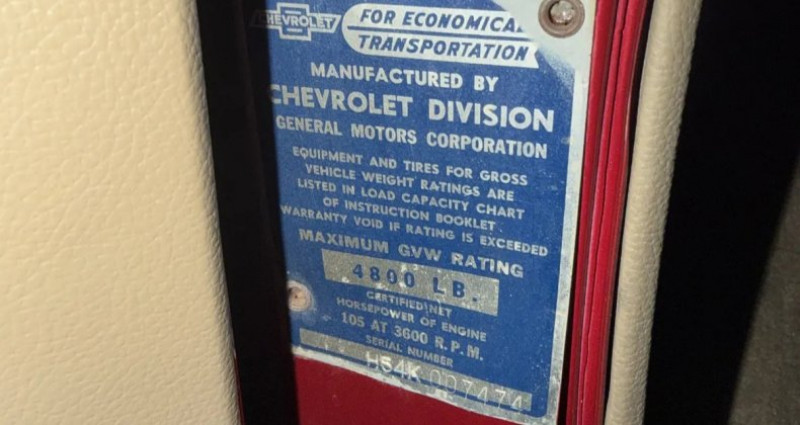 CHEVROLET
FOR ECONOMICAL
TRANSPORTATION
MANUFACTURED BY
CHEVROLET DIVISION
GENERAL MOTORS CORPORATION
EQUIPMENT AND TIRES FOR GROSS
VEHICLE WEIGHT RATINGS ARE
LISTED IN LOAD CAPACITY CHART
OF INSTRUCTION BOOKLET
WARRANTY VOID IF RATING IS EXCEEDED
MAXIMUM GVW RATING
4800 LB.
CERTIFIED NET
HORSEPOWER OF ENGINE
105 AT 3600 R.P.M.
SERIAL NUMBER
H54K007474